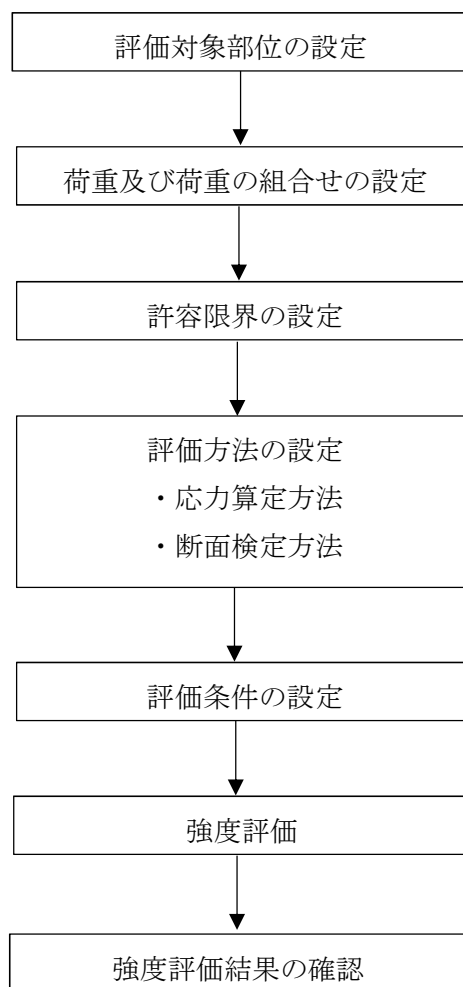 評価対象部位の設定
荷重及び荷重の組合せの設定
許容限界の設定
評価方法の設定
・応力算定方法
・断面検定方法
評価条件の設定
強度評価
強度評価結果の確認